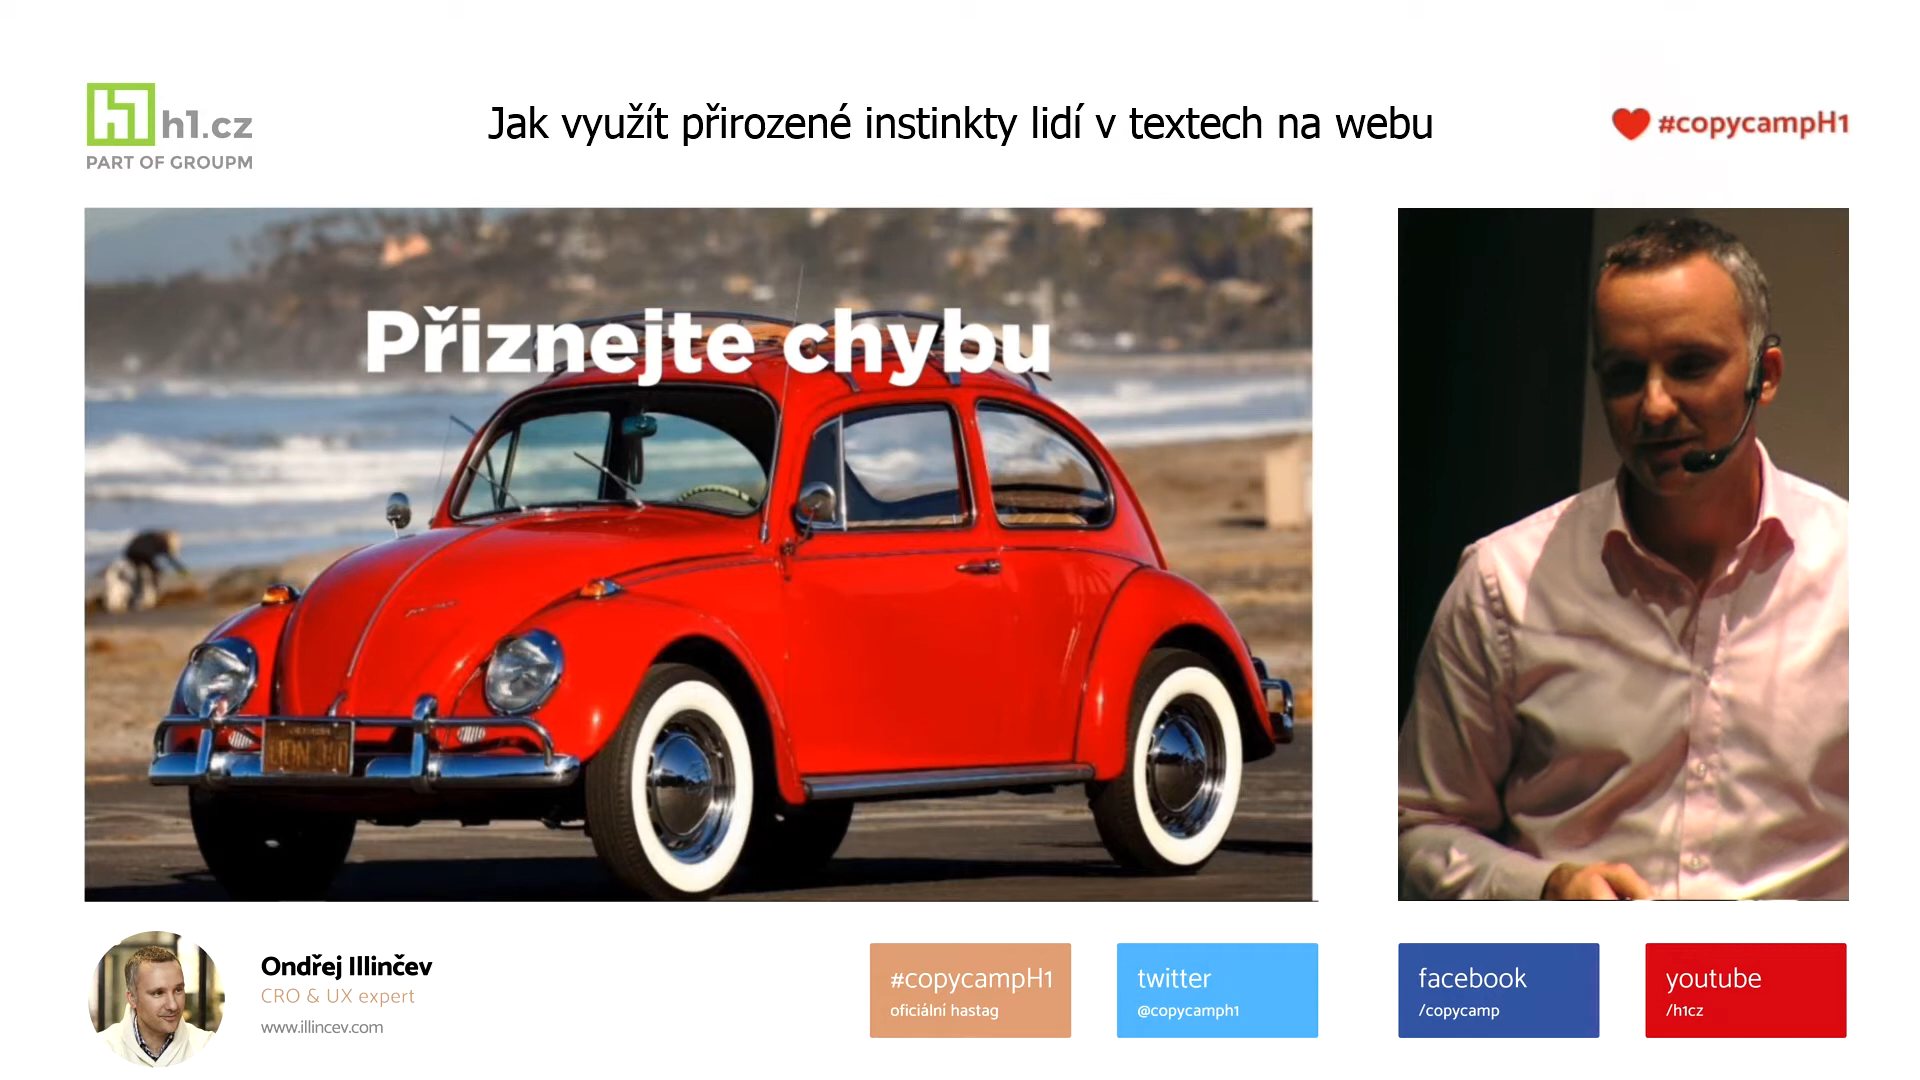 h1.cz
PART OF GROUPM
Jak využít přirozené instinkty lidí v textech na webu
#copycampH1
Přiznejte chybu
Ondřej Illinčev
CRO & UX expert
www.illincev.com
#copycampH1
oficiální hastag
twitter
@copycamph1
facebook
/copycamp
youtube
/h1cz